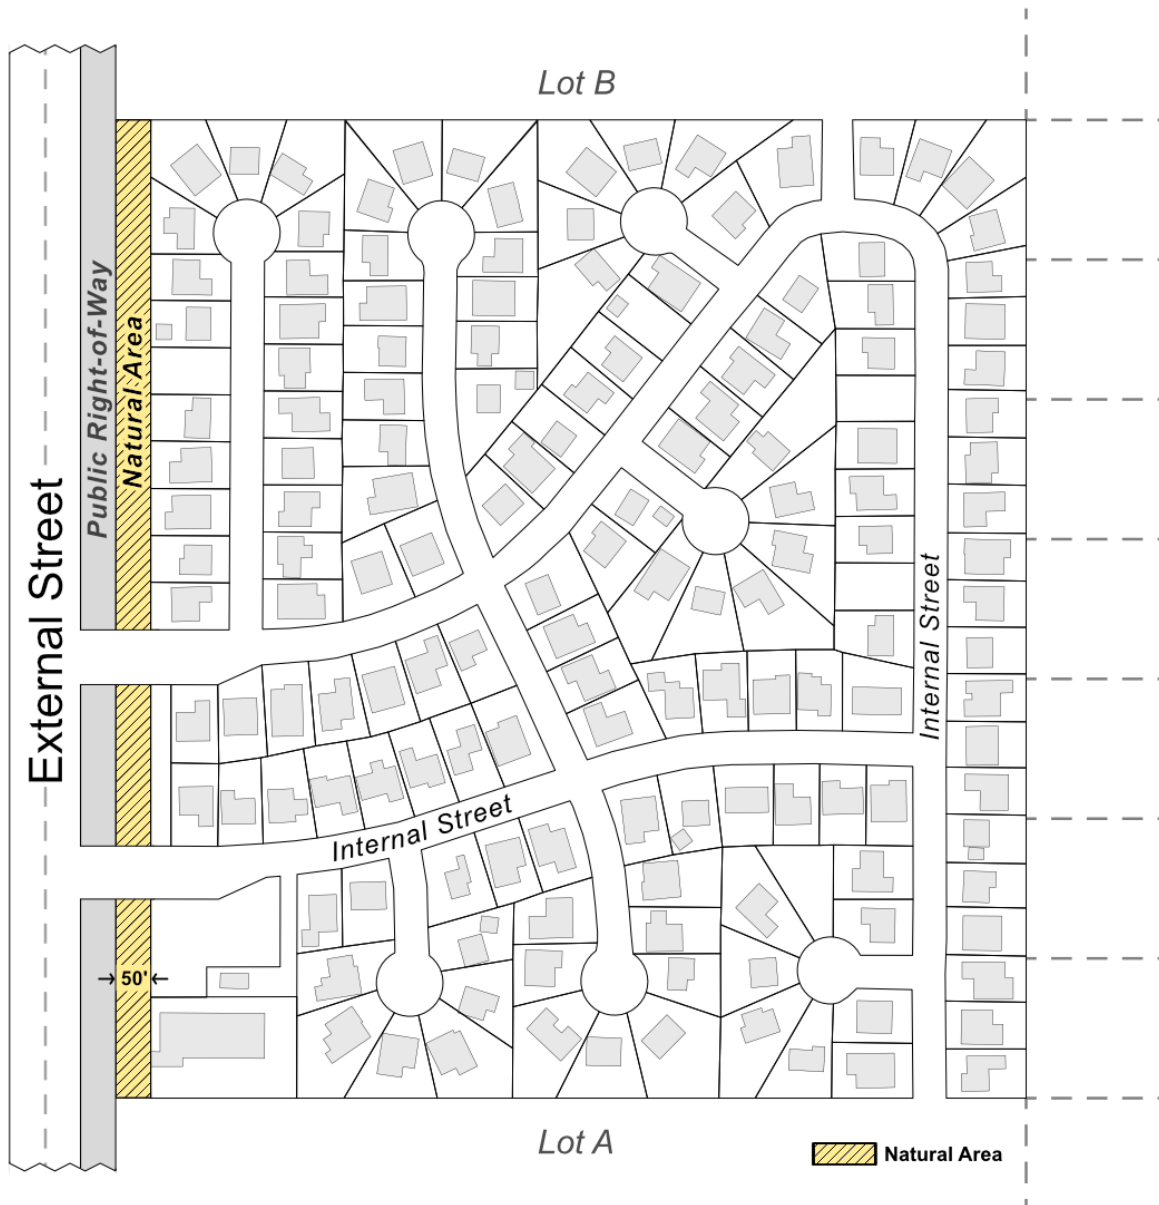 Lot B
External Street
Public Right-of-Way
Natural Area
Internal Street
Internal Street
50'
Lot A
Natural Area